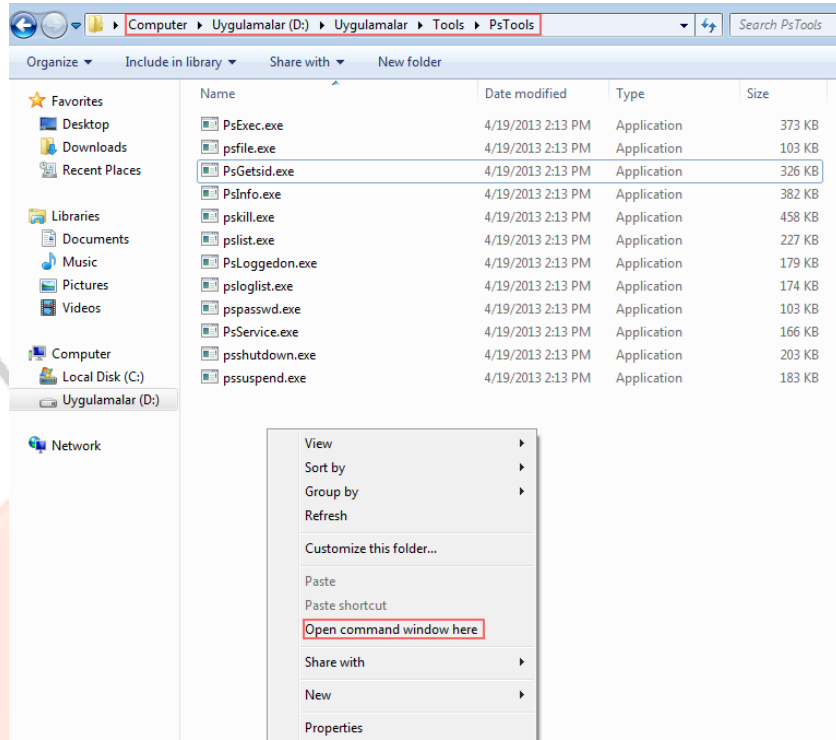 Computer ▸ Uygulamalar (D:) ▸ Uygulamalar ▸ Tools ▸ PsTools
Search PsTools
Organize Include in library Share with New folder
Favorites
Desktop
Downloads
Recent Places
Libraries
Documents
Music
Pictures
Videos
Computer
Local Disk (C:)
Uygulamalar (D:)
Network
Name Date modified Type Size
PsExec.exe 4/19/2013 2:13 PM Application 373 KB
psfile.exe 4/19/2013 2:13 PM Application 103 KB
PsGetsid.exe 4/19/2013 2:13 PM Application 326 KB
PsInfo.exe 4/19/2013 2:13 PM Application 382 KB
pskill.exe 4/19/2013 2:13 PM Application 458 KB
pslist.exe 4/19/2013 2:13 PM Application 227 KB
PsLoggedon.exe 4/19/2013 2:13 PM Application 179 KB
psloglist.exe 4/19/2013 2:13 PM Application 174 KB
pspasswd.exe 4/19/2013 2:13 PM Application 103 KB
PsService.exe 4/19/2013 2:13 PM Application 166 KB
psshutdown.exe 4/19/2013 2:13 PM Application 203 KB
pssuspend.exe 4/19/2013 2:13 PM Application 183 KB
View
Sort by
Group by
Refresh
Customize this folder...
Paste
Paste shortcut
Open command window here
Share with
New
Properties